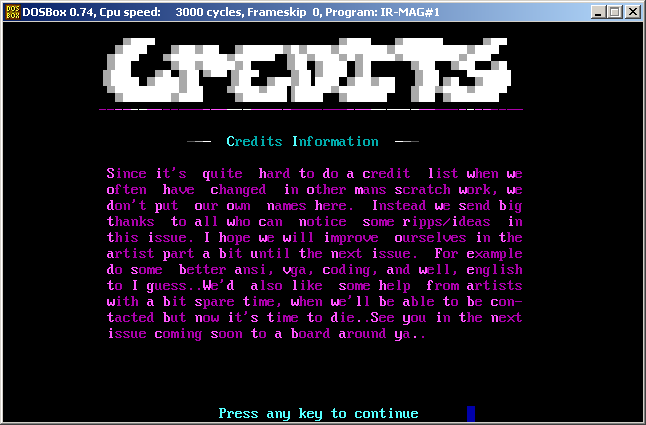 DOSBox 0.74, Cpu speed: 3000 cycles, Frameskip 0, Program: IR-MAG#1
CREDITS
Credits Information
Since it's quite hard to do a credit list when we
often have changed in other mans scratch work, we
don't put our own names here. Instead we send big
thanks to all who can notice some ripps/ideas in
this issue. I hope we will improve ourselves in the
artist part a bit until the next issue. For example
do some better ansi, vga, coding, and well, english
to I guess..We'd also like some help from artists
with a bit spare time, when we'll be able to be con-
tacted but now it's time to die..See you in the next
issue coming soon to a board around ya..
Press any key to continue